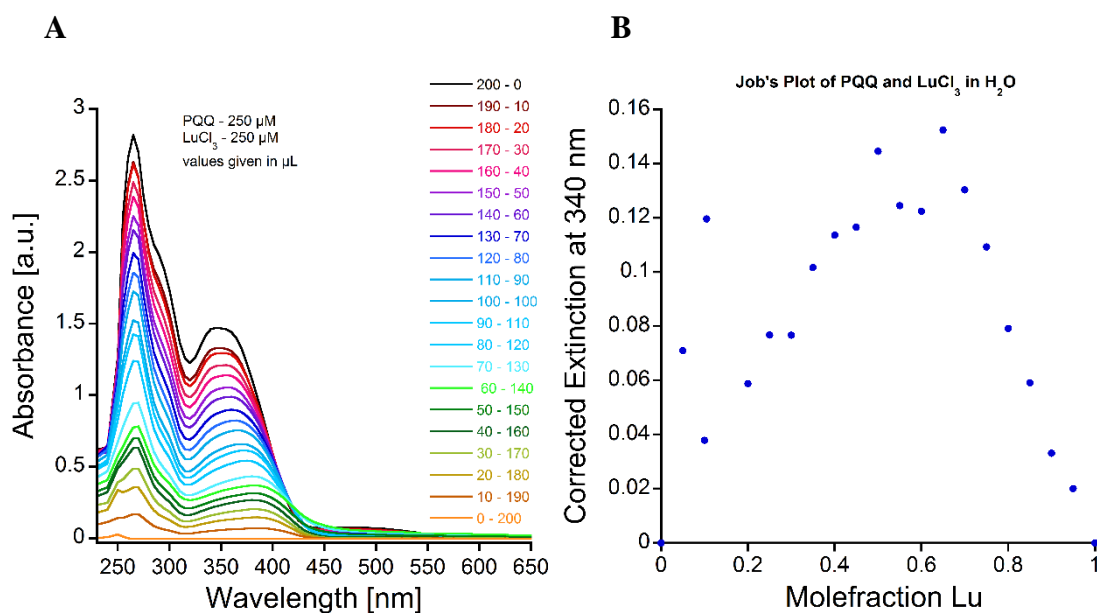 A
3
2.5
2
1.5
1
0.5
0
Absorbance [a.u.]
PQQ - 250 µM
LuCl₃ - 250 µM
values given in µL
200 - 0
190 - 10
180 - 20
170 - 30
160 - 40
150 - 50
140 - 60
130 - 70
120 - 80
110 - 90
100 - 100
90 - 110
80 - 120
70 - 130
60 - 140
50 - 150
40 - 160
30 - 170
20 - 180
10 - 190
0 - 200
250 300 350 400 450 500 550 600 650
Wavelength [nm]
B
Job's Plot of PQQ and LuCl₃ in H₂O
0.16
0.14
0.12
0.1
0.08
0.06
0.04
0.02
0
Corrected Extinction at 340 nm
0 0.2 0.4 0.6 0.8 1
Molefraction Lu